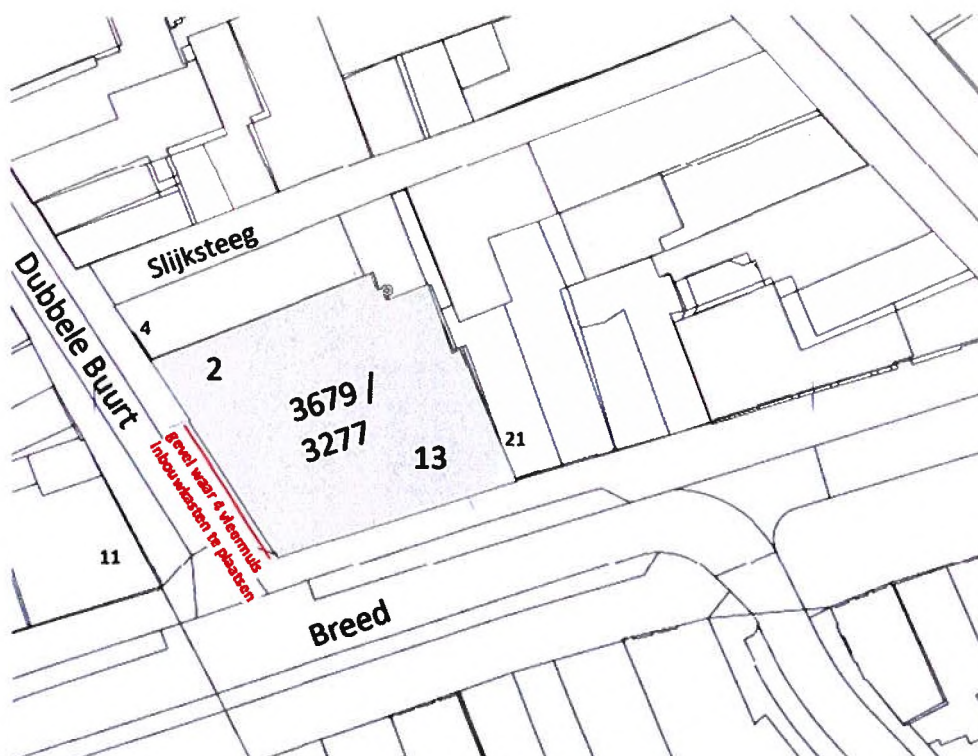 Slijksteeg
Dubbele Buurt
4
2
3679 /
3277
13
21
gevel waar 4 vleermuis
inbouwkasten te plaatsen
11
Breed